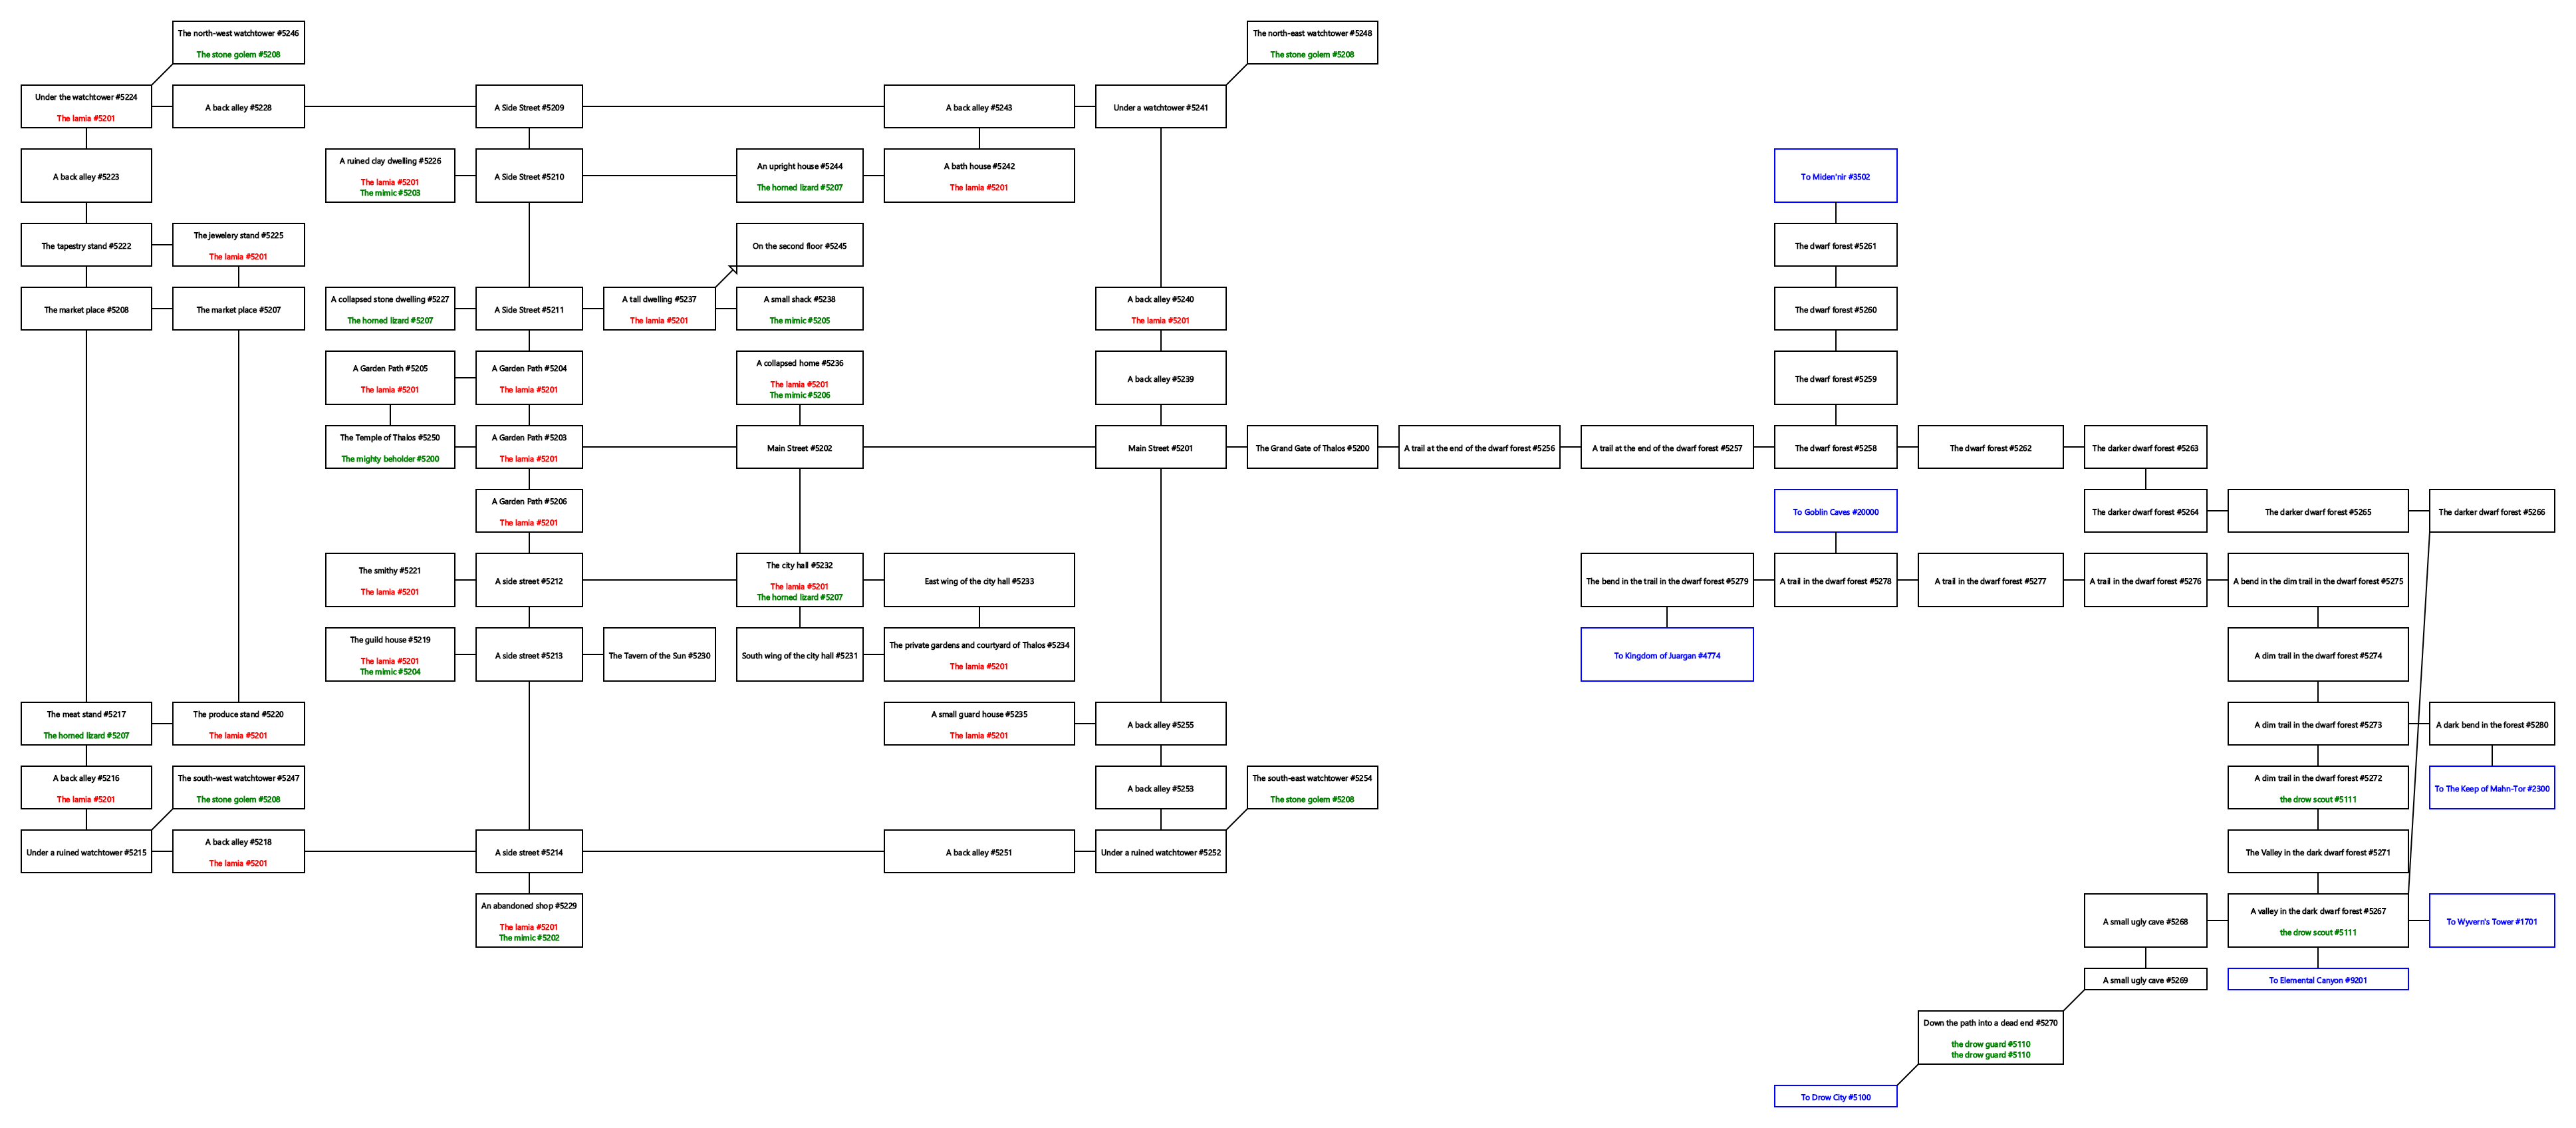 The north-west watchtower #5246
The stone golem #5208
The north-east watchtower #5248
The stone golem #5208
Under the watchtower #5224
The lamia #5201
A back alley #5228
A Side Street #5209
A back alley #5243
Under a watchtower #5241
A back alley #5223
A ruined clay dwelling #5226
The lamia #5201
The mimic #5203
A Side Street #5210
An upright house #5244
The horned lizard #5207
A bath house #5242
The lamia #5201
To Miden'nir #3502
The tapestry stand #5222
The jewelery stand #5225
The lamia #5201
On the second floor #5245
The dwarf forest #5261
The market place #5208
The market place #5207
A collapsed stone dwelling #5227
The horned lizard #5207
A Side Street #5211
A tall dwelling #5237
The lamia #5201
A small shack #5238
The mimic #5205
A back alley #5240
The lamia #5201
The dwarf forest #5260
A Garden Path #5205
The lamia #5201
A Garden Path #5204
The lamia #5201
A collapsed home #5236
The lamia #5201
The mimic #5206
A back alley #5239
The dwarf forest #5259
The Temple of Thalos #5250
The mighty beholder #5200
A Garden Path #5203
The lamia #5201
Main Street #5202
Main Street #5201
The Grand Gate of Thalos #5200
A trail at the end of the dwarf forest #5256
A trail at the end of the dwarf forest #5257
The dwarf forest #5258
The dwarf forest #5262
The darker dwarf forest #5263
A Garden Path #5206
The lamia #5201
To Goblin Caves #20000
The darker dwarf forest #5264
The darker dwarf forest #5265
The darker dwarf forest #5266
The smithy #5221
The lamia #5201
A side street #5212
The city hall #5232
The lamia #5201
The horned lizard #5207
East wing of the city hall #5233
The bend in the trail in the dwarf forest #5279
A trail in the dwarf forest #5278
A trail in the dwarf forest #5277
A trail in the dwarf forest #5276
A bend in the dim trail in the dwarf forest #5275
The guild house #5219
The lamia #5201
The mimic #5204
A side street #5213
The Tavern of the Sun #5230
South wing of the city hall #5231
The private gardens and courtyard of Thalos #5234
The lamia #5201
To Kingdom of Juargan #4774
A dim trail in the dwarf forest #5274
The meat stand #5217
The horned lizard #5207
The produce stand #5220
The lamia #5201
A small guard house #5235
The lamia #5201
A back alley #5255
A dim trail in the dwarf forest #5273
A dark bend in the forest #5280
A back alley #5216
The lamia #5201
The south-west watchtower #5247
The stone golem #5208
A back alley #5253
The south-east watchtower #5254
The stone golem #5208
A dim trail in the dwarf forest #5272
the drow scout #5111
To The Keep of Mahn-Tor #2300
Under a ruined watchtower #5215
A back alley #5218
The lamia #5201
A side street #5214
A back alley #5251
Under a ruined watchtower #5252
The Valley in the dark dwarf forest #5271
An abandoned shop #5229
The lamia #5201
The mimic #5202
A small ugly cave #5268
A valley in the dark dwarf forest #5267
the drow scout #5111
To Wyvern's Tower #1701
A small ugly cave #5269
To Elemental Canyon #9201
Down the path into a dead end #5270
the drow guard #5110
the drow guard #5110
To Drow City #5100